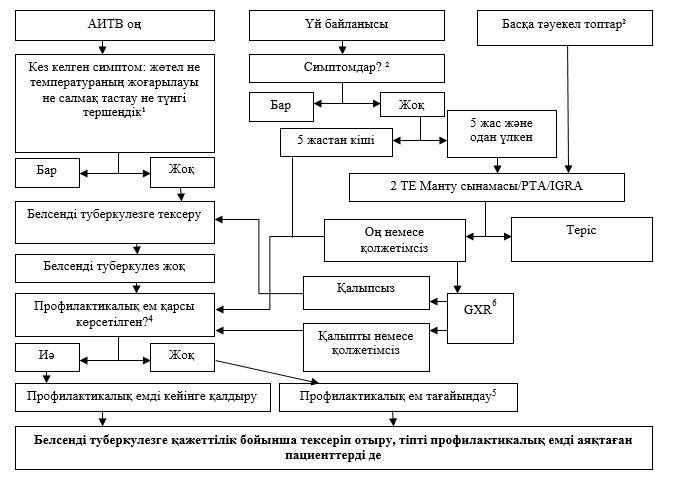 АИТВ оң
Үй байланысы
Басқа тәуекел топтар³
Кез келген симптом: жөтел не
температураның жоғарылауы
не салмақ тастау не түнгі
тершеңдік¹
Симптомдар? ²
Бар
Жоқ
5 жастан кіші
5 жас және
одан үлкен
Бар
Жоқ
2 ТЕ Манту сынамасы/РТА/IGRA
Белсенді туберкулезге тексеру
Оң немесе
қолжетімсіз
Теріс
Белсенді туберкулез жоқ
Қалыпсыз
GXR⁶
Профилактикалық ем қарсы
көрсетілген?⁴
Қалыпты немесе
қолжетімсіз
Иә
Жоқ
Профилактикалық емді кейінге қалдыру
Профилактикалық ем тағайындау⁵
Белсенді туберкулезге қажеттілік бойынша тексеріп отыру, тіпті профилактикалық емді аяқтаған
пациенттерді де